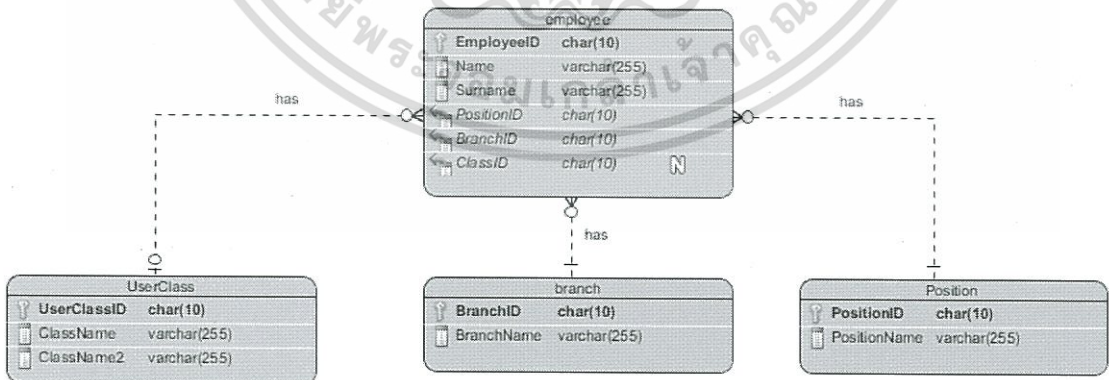 employee
EmployeeID char(10)
Name varchar(255)
Surname varchar(255)
PositionID char(10)
BranchID char(10)
ClassID char(10) N
has
has
has
UserClass
UserClassID char(10)
ClassName varchar(255)
ClassName2 varchar(255)
branch
BranchID char(10)
BranchName varchar(255)
Position
PositionID char(10)
PositionName varchar(255)